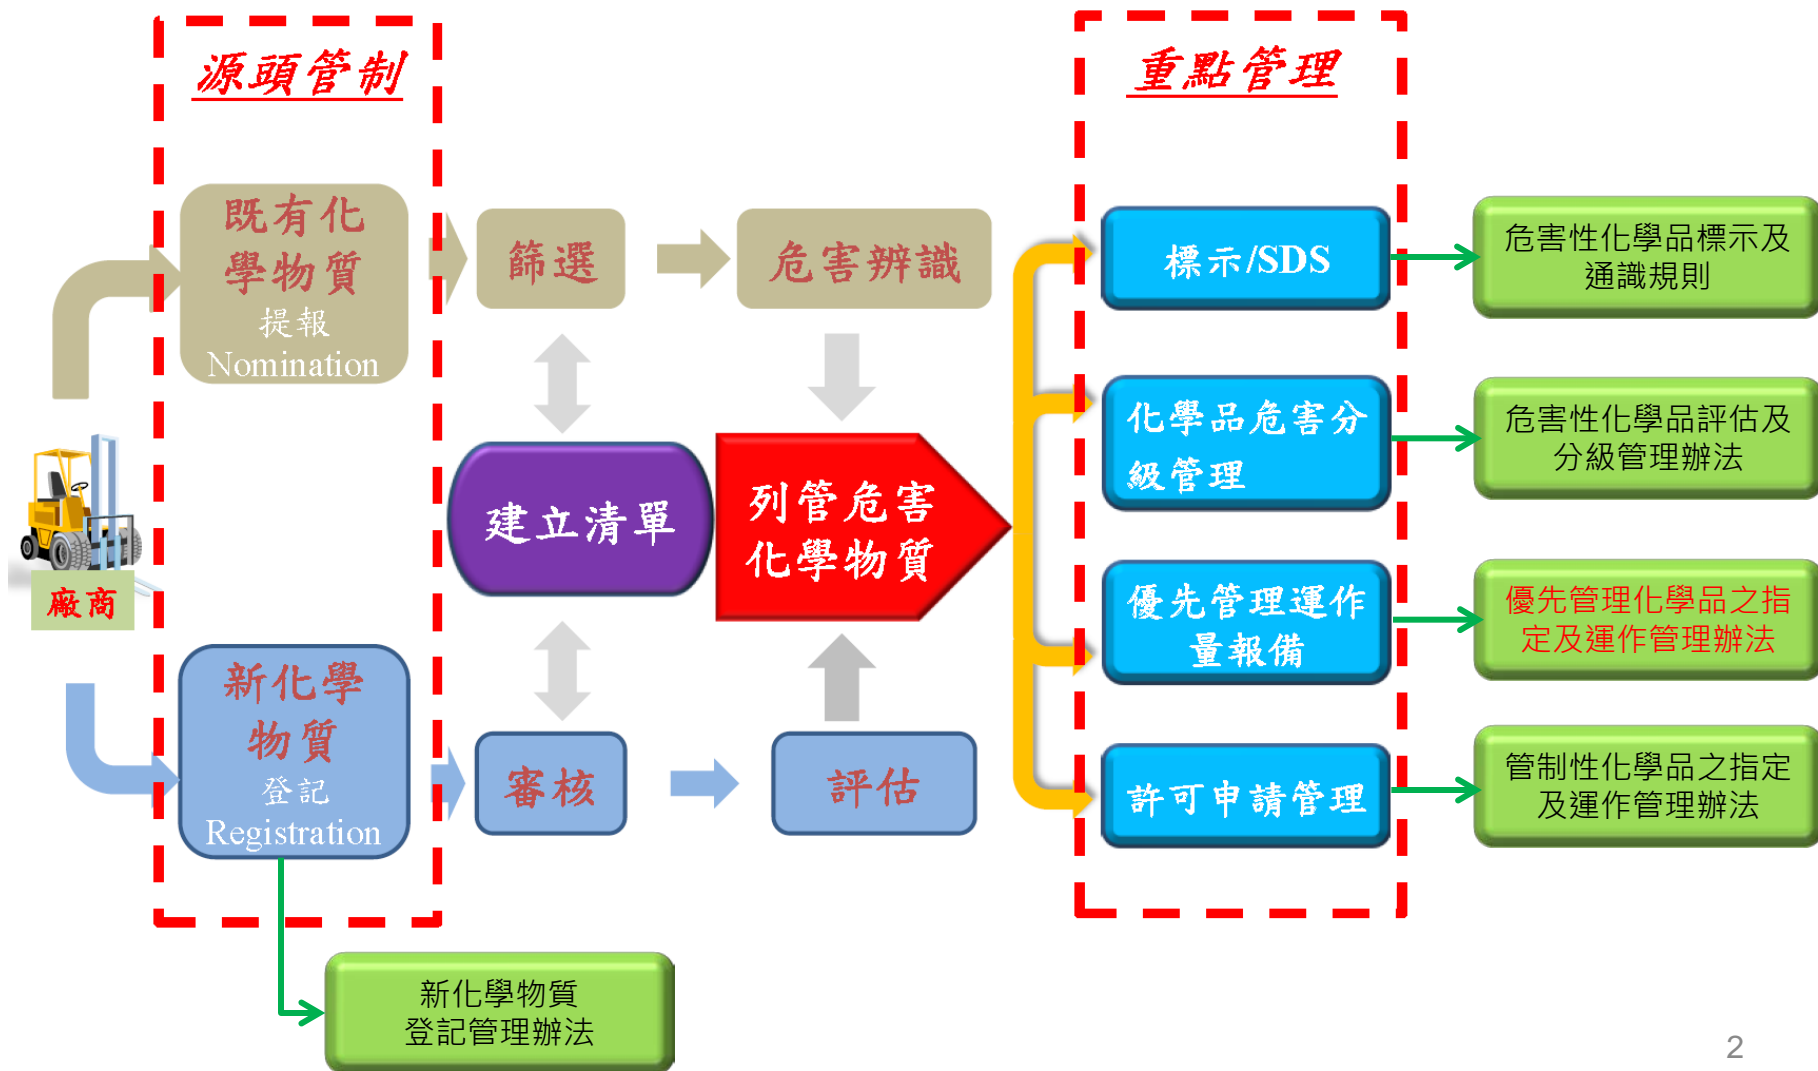 源頭管制
重點管理
既有化
學物質
提報
Nomination
篩選
危害辨識
標示/SDS
危害性化學品標示及
通識規則
化學品危害分
級管理
危害性化學品評估及
分級管理辦法
廠商
建立清單
列管危害
化學物質
優先管理運作
量報備
優先管理化學品之指
定及運作管理辦法
新化學
物質
登記
Registration
審核
評估
許可申請管理
管制性化學品之指定
及運作管理辦法
新化學物質
登記管理辦法
2